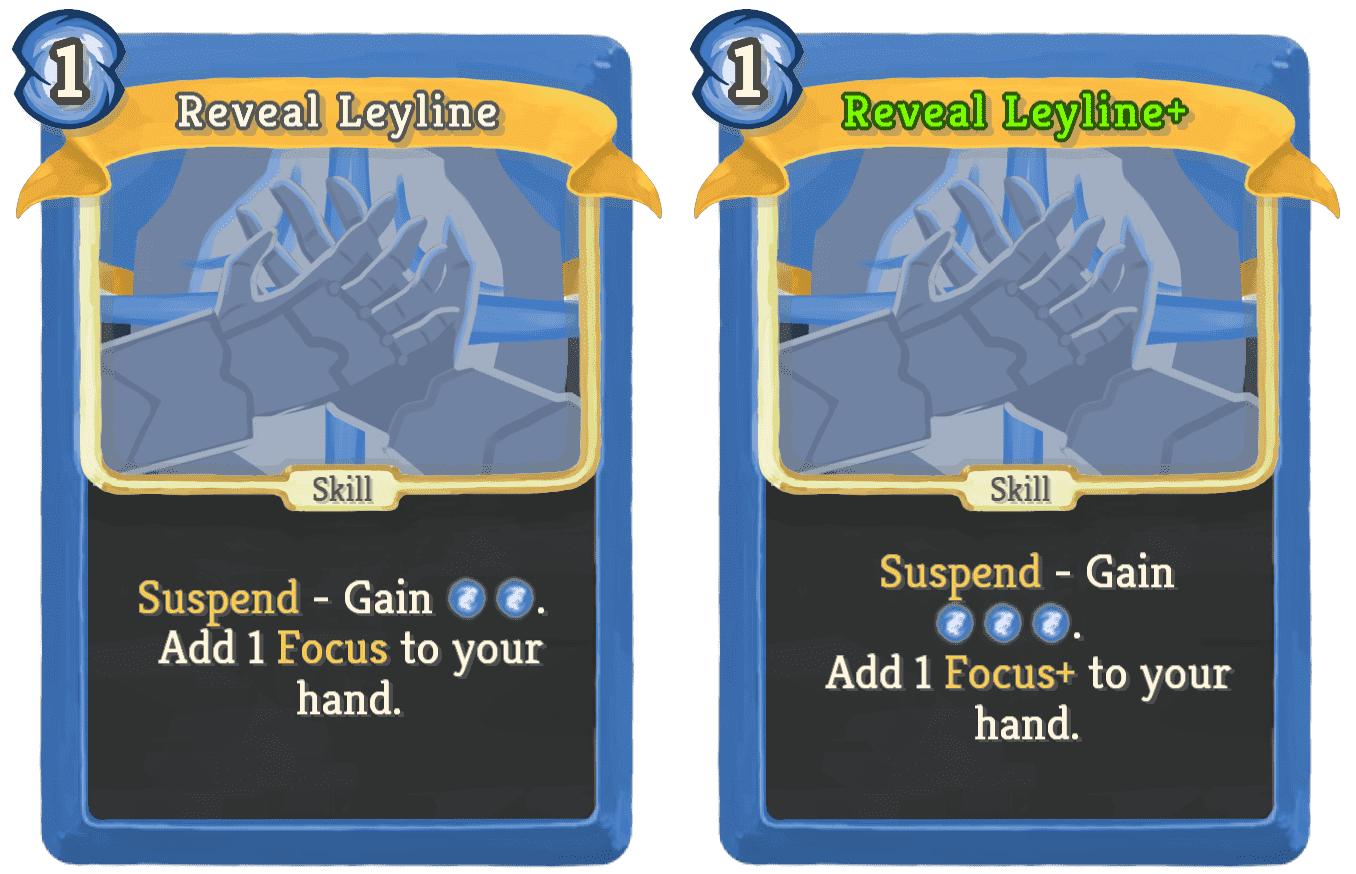 1
Reveal Leyline
Skill
Suspend - Gain .
Add 1 Focus to your
hand.
1
Reveal Leyline+
Skill
Suspend - Gain
.
Add 1 Focus+ to your
hand.